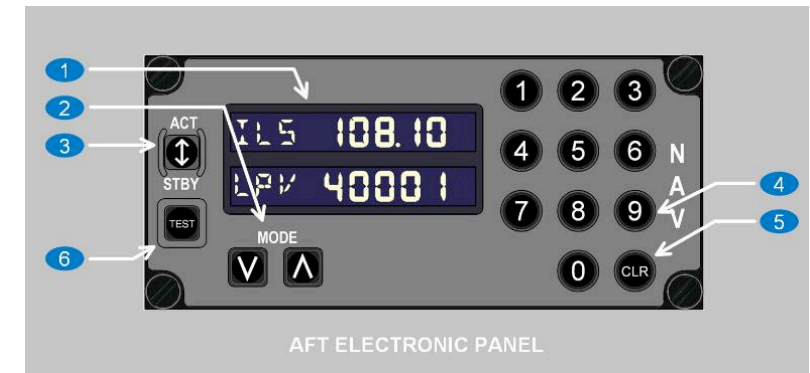 1
2
3
ACT
STBY
TEST
6
ILS 108.10
LPV 40001
MODE
1 2 3
4 5 6
7 8 9
0 CLR
NAV
4
5
AFT ELECTRONIC PANEL